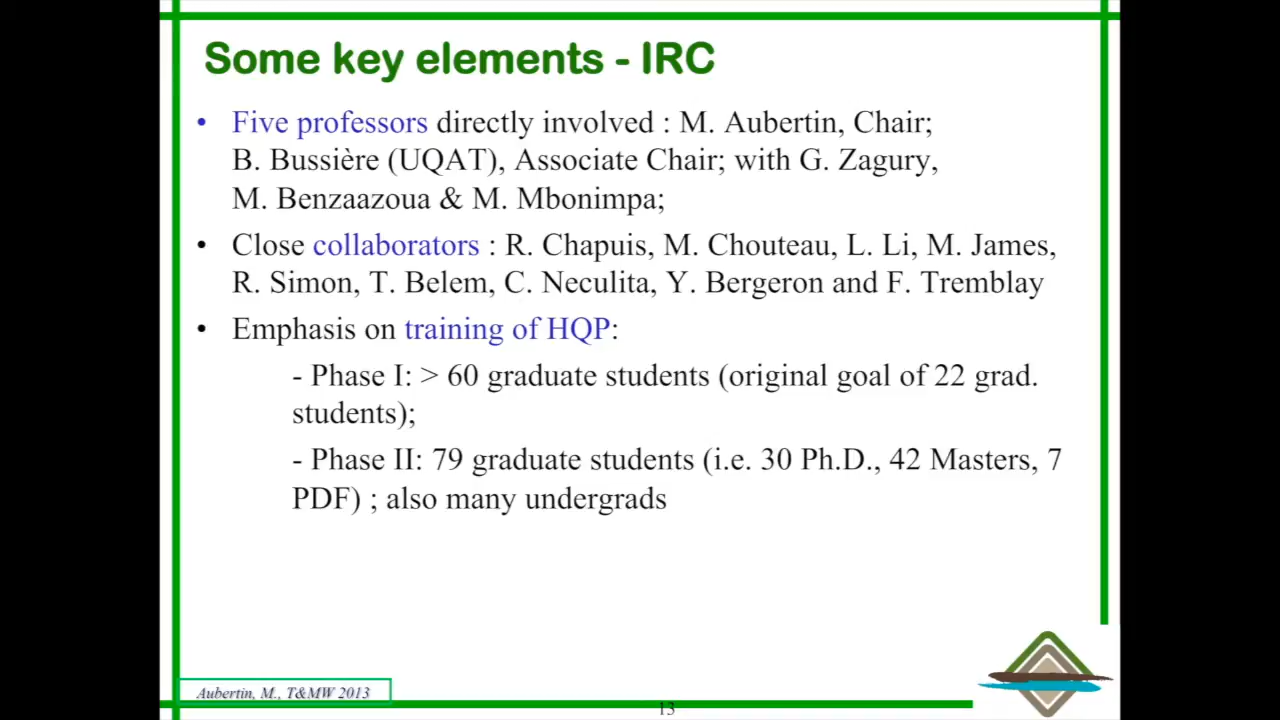 Some key elements - IRC
• Five professors directly involved : M. Aubertin, Chair;
B. Bussière (UQAT), Associate Chair; with G. Zagury,
M. Benzaazoua & M. Mbonimpa;
• Close collaborators : R. Chapuis, M. Chouteau, L. Li, M. James,
R. Simon, T. Belem, C. Neculita, Y. Bergeron and F. Tremblay
• Emphasis on training of HQP:
- Phase I: > 60 graduate students (original goal of 22 grad.
students);
- Phase II: 79 graduate students (i.e. 30 Ph.D., 42 Masters, 7
PDF) ; also many undergrads
Aubertin, M., T&MW 2013
13